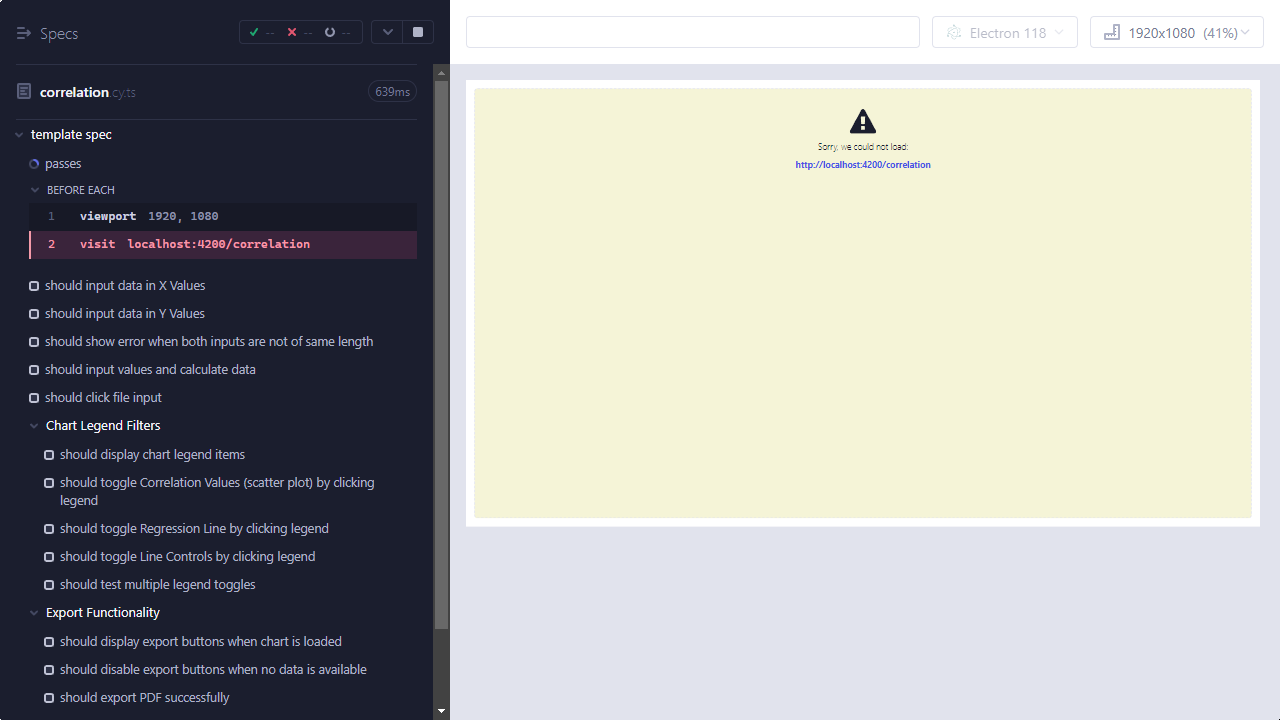 Specs
--
--
--
correlation.cy.ts
639ms
template spec
passes
BEFORE EACH
1 viewport 1920, 1080
2 visit localhost:4200/correlation
should input data in X Values
should input data in Y Values
should show error when both inputs are not of same length
should input values and calculate data
should click file input
Chart Legend Filters
should display chart legend items
should toggle Correlation Values (scatter plot) by clicking
legend
should toggle Regression Line by clicking legend
should toggle Line Controls by clicking legend
should test multiple legend toggles
Export Functionality
should display export buttons when chart is loaded
should disable export buttons when no data is available
should export PDF successfully
Electron 118
1920x1080 (41%)
Sorry, we could not load:
http://localhost:4200/correlation